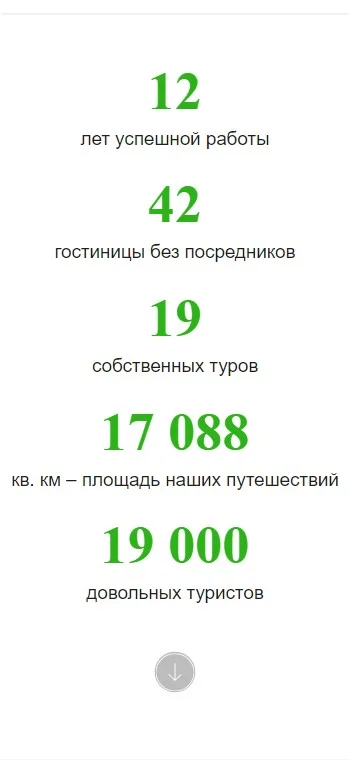 12
лет успешной работы
42
гостиницы без посредников
19
собственных туров
17 088
кв. км – площадь наших путешествий
19 000
довольных туристов